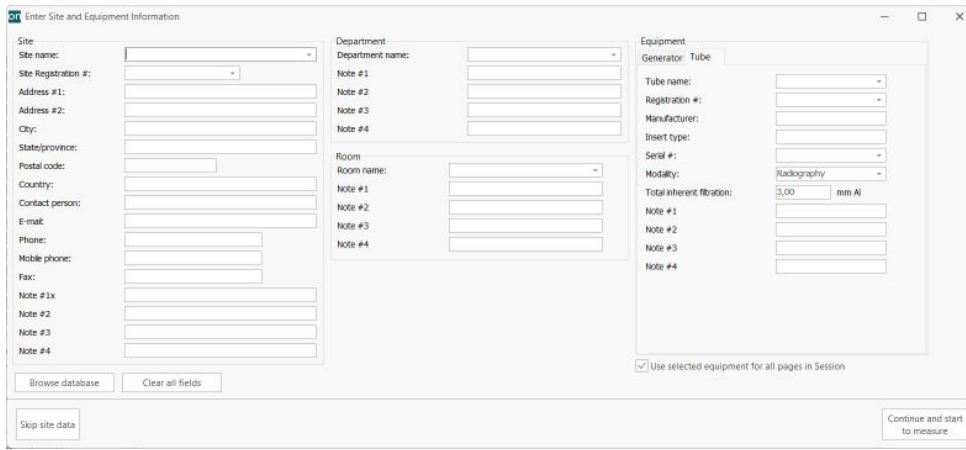 on Enter Site and Equipment Information
Site
Site name:
Site Registration #:
Address #1:
Address #2:
City:
State/province:
Postal code:
Country:
Contact person:
E-mail:
Phone:
Mobile phone:
Fax:
Note #1x
Note #2
Note #3
Note #4
Browse database
Clear all fields
Department
Department name:
Note #1
Note #2
Note #3
Note #4
Room
Room name:
Note #1
Note #2
Note #3
Note #4
Equipment
Generator Tube
Tube name:
Registration #:
Manufacturer:
Insert type:
Serial #:
Modality: Radiography
Total inherent filtration: 3,00 mm Al
Note #1
Note #2
Note #3
Note #4
Use selected equipment for all pages in Session
Skip site data
Continue and start
to measure